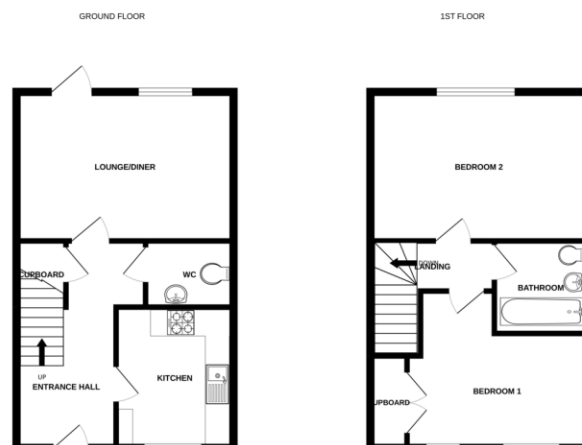 GROUND FLOOR
LOUNGE/DINER
CUPBOARD
WC
UP
ENTRANCE HALL
KITCHEN
1ST FLOOR
BEDROOM 2
DOWN
LANDING
BATHROOM
UPBOARD
BEDROOM 1